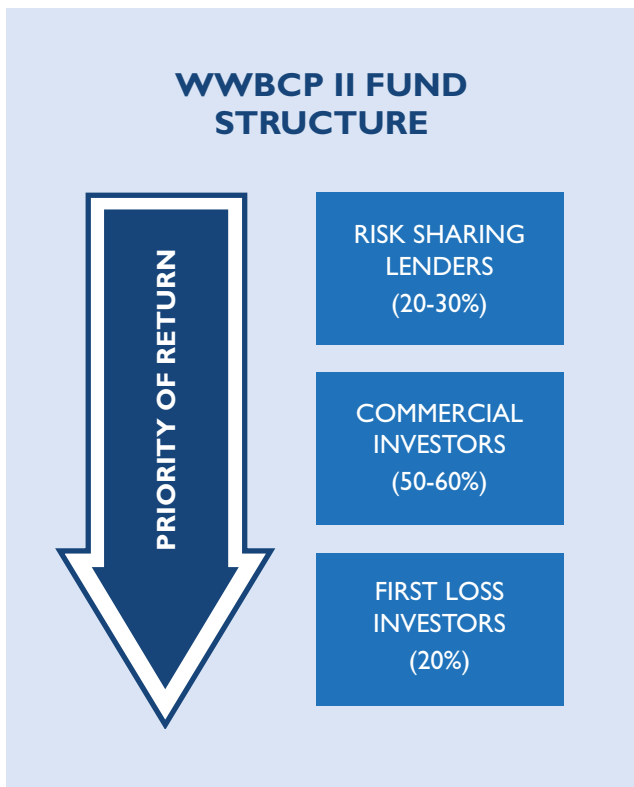 WWBCP II FUND
STRUCTURE
PRIORITY OF RETURN
RISK SHARING
LENDERS
(20-30%)
COMMERCIAL
INVESTORS
(50-60%)
FIRST LOSS
INVESTORS
(20%)